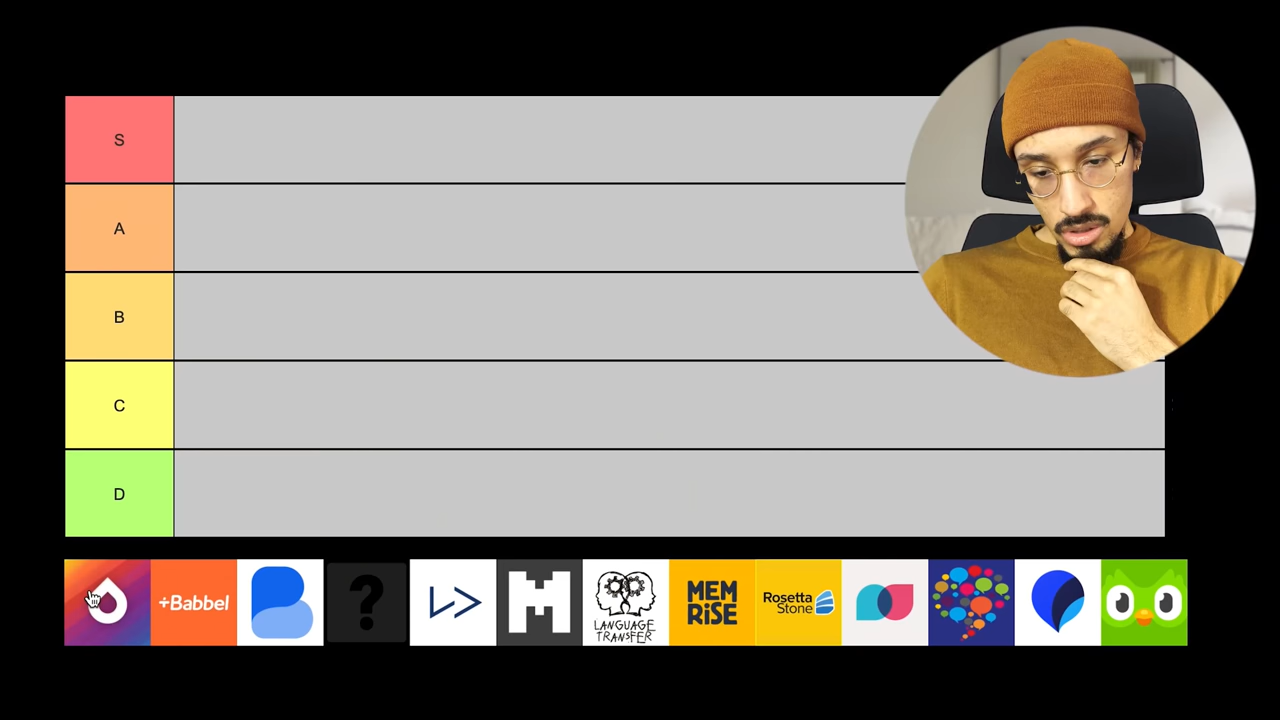 S
A
B
C
D
+Babbel
?
LANGUAGE
TRANSFER
MEM
RiSE
Rosetta
Stone